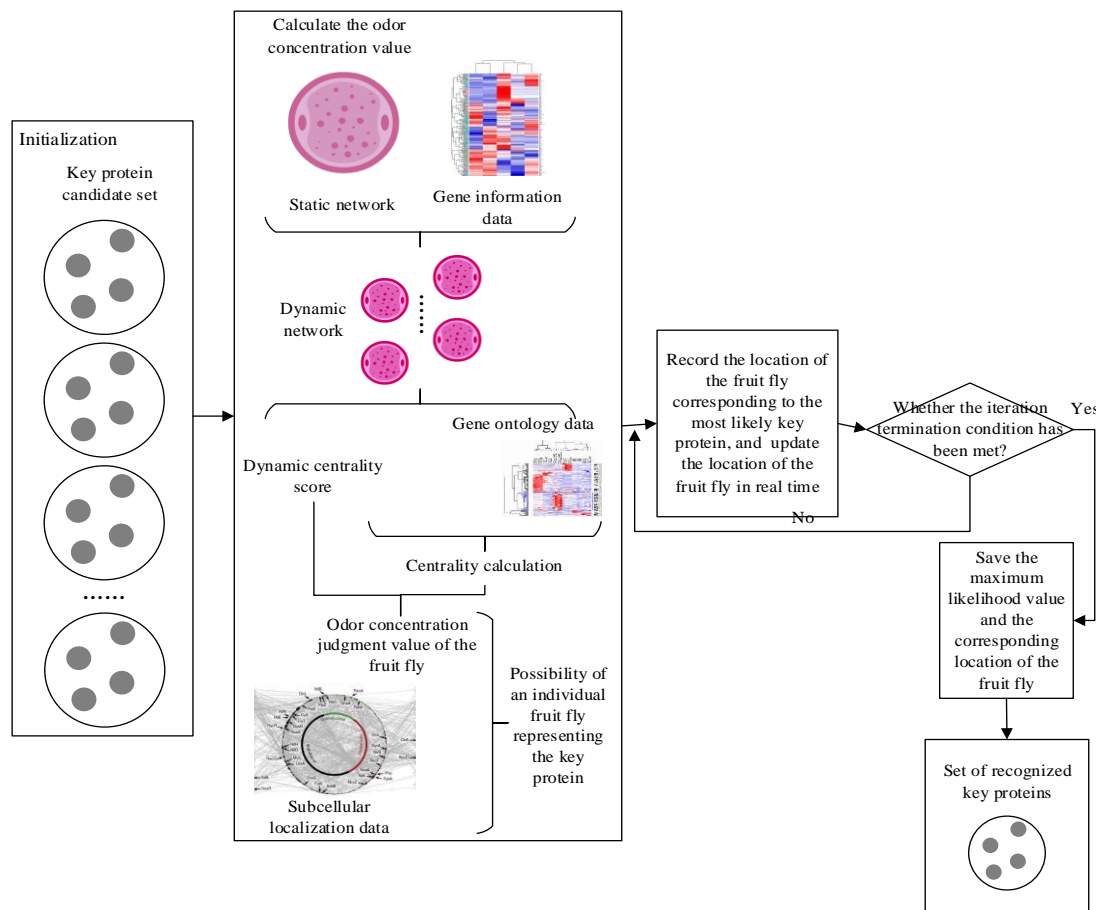 Initialization
Key protein
candidate set
......
Calculate the odor
concentration value
Static network
Gene information
data
Dynamic
network
Gene ontology data
Dynamic centrality
score
Centrality calculation
Odor concentration
judgment value of the
fruit fly
Possibility of
an individual
fruit fly
representing
the key
protein
Subcellular
localization data
Record the location of
the fruit fly
corresponding to the
most likely key
protein, and update
the location of the
fruit fly in real time
Whether the iteration
termination condition has
been met?
Yes
No
Save the
maximum
likelihood value
and the
corresponding
location of the
fruit fly
Set of recognized
key proteins